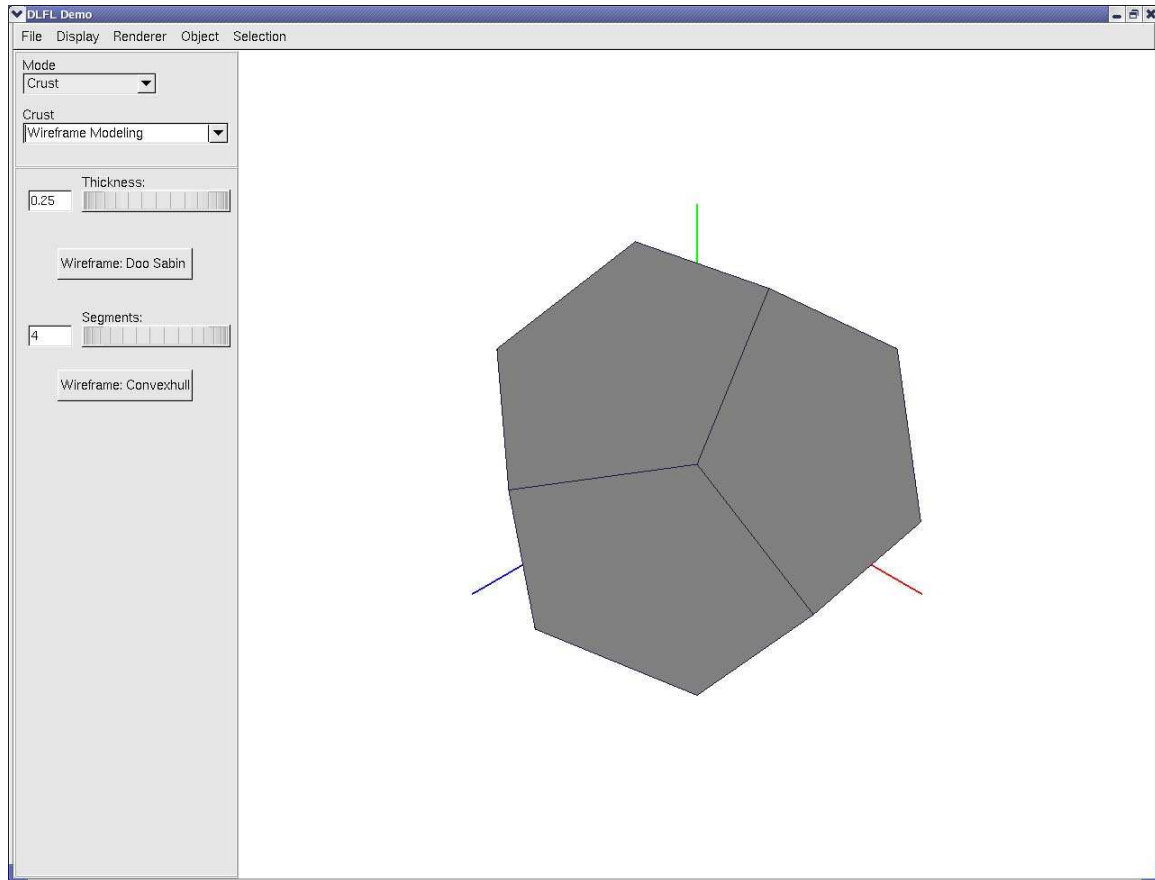 DLFL Demo
File Display Renderer Object Selection
Mode
Crust
Crust
Wireframe Modeling
Thickness:
0.25
Wireframe: Doo Sabin
Segments:
4
Wireframe: Convexhull